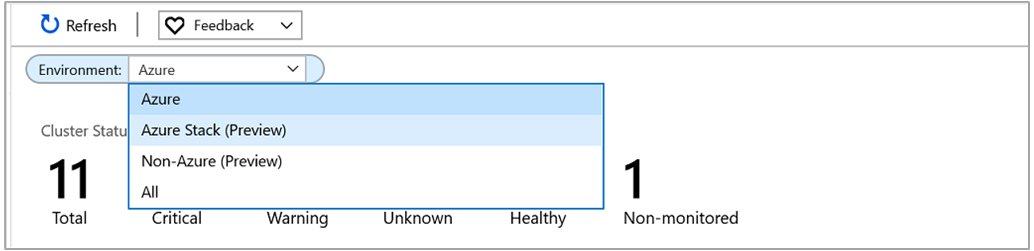 Refresh Feedback
Environment: Azure
Azure
Cluster Statu
Azure Stack (Preview)
Non-Azure (Preview)
All
11 1
Total Critical Warning Unknown Healthy Non-monitored